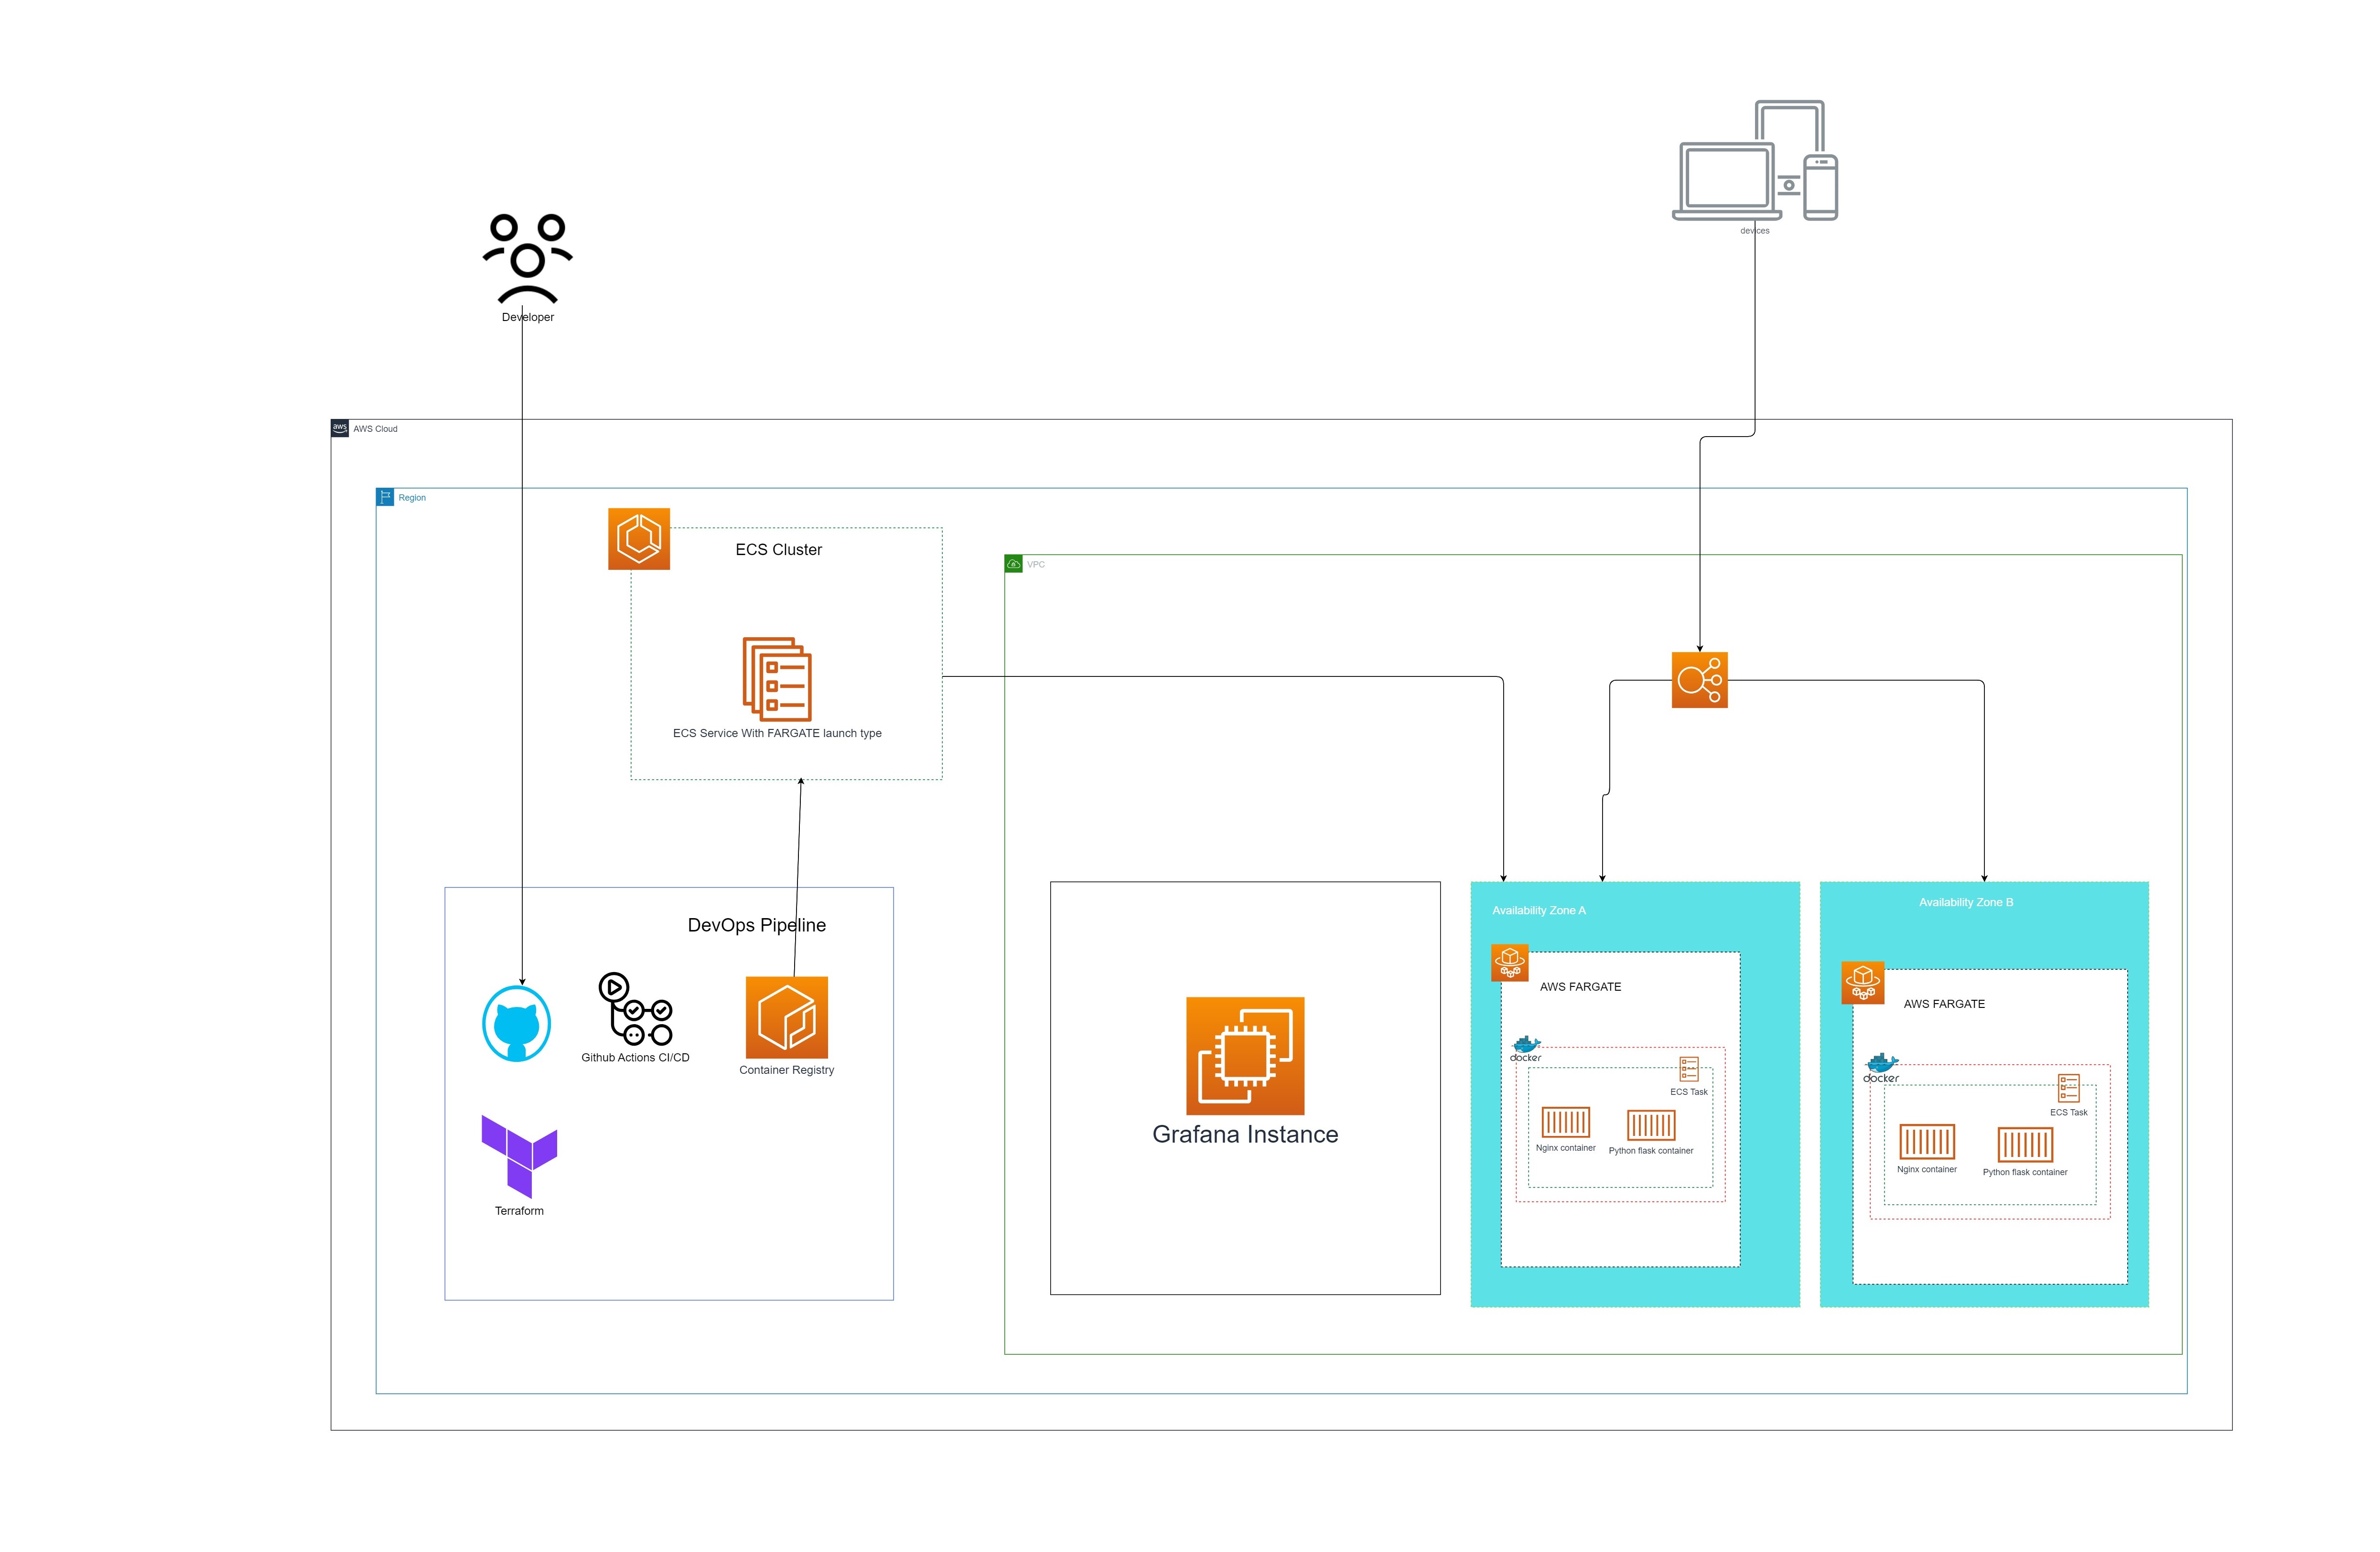 devices
Developer
aws
AWS Cloud
Region
ECS Cluster
VPC
ECS Service With FARGATE launch type
DevOps Pipeline
Github Actions CI/CD
Container Registry
Terraform
Grafana Instance
Availability Zone A
AWS FARGATE
docker
ECS Task
Nginx container
Python flask container
Availability Zone B
AWS FARGATE
docker
ECS Task
Nginx container
Python flask container